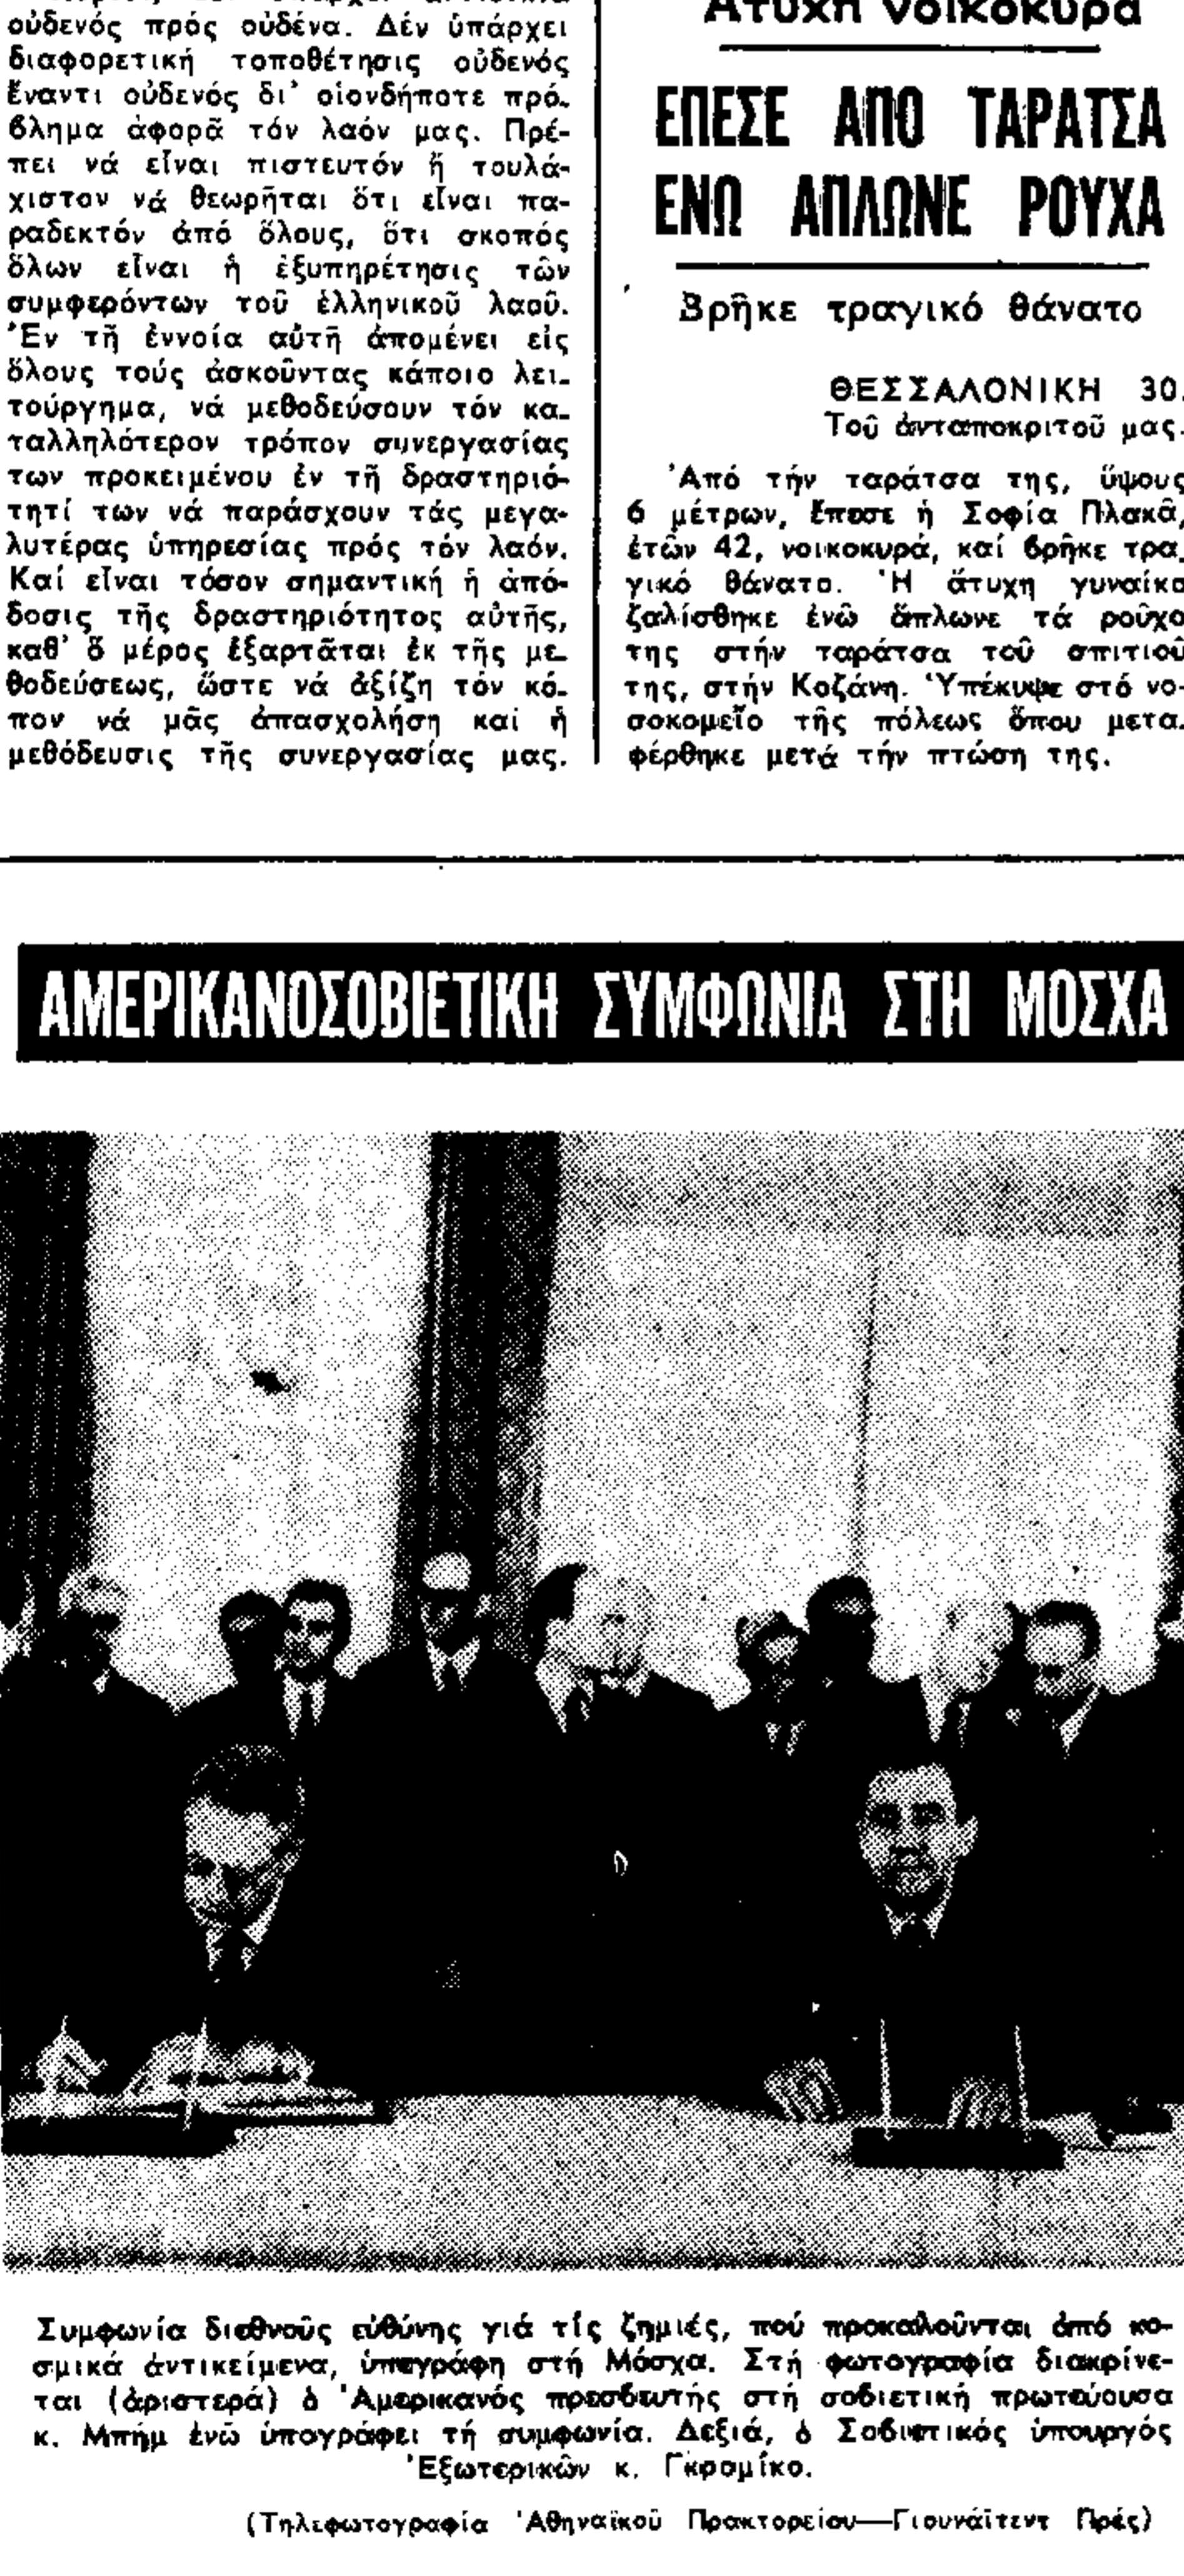 οὐδενός πρός οὐδένα. Δέν ὑπάρχει
διαφορετική τοποθέτησις οὐδενός
ἔναντι οὐδενός δι' οἱονδήποτε πρό-
βλημα ἀφορᾶ τόν λαόν μας. Πρέ-
πει νά εἶναι πιστευτόν ἤ τουλά-
χιστον νά θεωρῆται ὅτι εἶναι πα-
ραδεκτόν ἀπό ὅλους, ὅτι σκοπός
ὅλων εἶναι ἡ ἐξυπηρέτησις τῶν
συμφερόντων τοῦ ἑλληνικοῦ λαοῦ.
Ἐν τῆ ἐννοία αὐτῆ ἀπομένει εἰς
ὅλους τούς ἀσκοῦντας κάποιο λει-
τούργημα, νά μεθοδεύσουν τόν κα-
ταλληλότερον τρόπον συνεργασίας
των προκειμένου ἐν τῆ δραστηριό-
τητί των νά παράσχουν τάς μεγα-
λυτέρας ὑπηρεσίας πρός τόν λαόν.
Καί εἶναι τόσον σημαντική ἡ ἀπό-
δοσις τῆς δραστηριότητος αὐτῆς,
καθ' ὅ μέρος ἐξαρτᾶται ἐκ τῆς με-
θοδεύσεως, ὥστε νά ἀξίζη τόν κό-
πον νά μᾶς ἀπασχολήση καί ἡ
μεθόδευσις τῆς συνεργασίας μας.
Ἄτυχη νοικοκυρά
ΕΠΕΣΕ ΑΠΟ ΤΑΡΑΤΣΑ
ΕΝΩ ΑΠΛΩΝΕ ΡΟΥΧΑ
Βρῆκε τραγικό θάνατο
ΘΕΣΣΑΛΟΝΙΚΗ 30.
Τοῦ ἀνταποκριτοῦ μας.
Ἀπό τήν ταράτσα της, ὕψους
6 μέτρων, ἔπεσε ἡ Σοφία Πλακᾶ,
ἐτῶν 42, νοικοκυρά, καί βρῆκε τρα-
γικό θάνατο. Ἡ ἄτυχη γυναίκα
ζαλίσθηκε ἐνῶ ἅπλωνε τά ροῦχα
της στήν ταράτσα τοῦ σπιτιοῦ
της, στήν Κοζάνη. Ὑπέκυψε στό νο-
σοκομεῖο τῆς πόλεως ὅπου μετα-
φέρθηκε μετά τήν πτώση της.
ΑΜΕΡΙΚΑΝΟΣΟΒΙΕΤΙΚΗ ΣΥΜΦΩΝΙΑ ΣΤΗ ΜΟΣΧΑ
Συμφωνία διεθνοῦς εὐθύνης γιά τίς ζημιές, πού προκαλοῦνται ἀπό κο-
σμικά ἀντικείμενα, ὑπεγράφη στή Μόσχα. Στή φωτογραφία διακρίνε-
ται (ἀριστερά) ὁ Ἀμερικανός πρεσβευτής στή σοβιετική πρωτεύουσα
κ. Μπήμ ἐνῶ ὑπογράφει τή συμφωνία. Δεξιά, ὁ Σοβιετικός ὑπουργός
Ἐξωτερικῶν κ. Γκρομίκο.
(Τηλεφωτογραφία Ἀθηναϊκοῦ Πρακτορείου—Γιουνάϊτεντ Πρές)